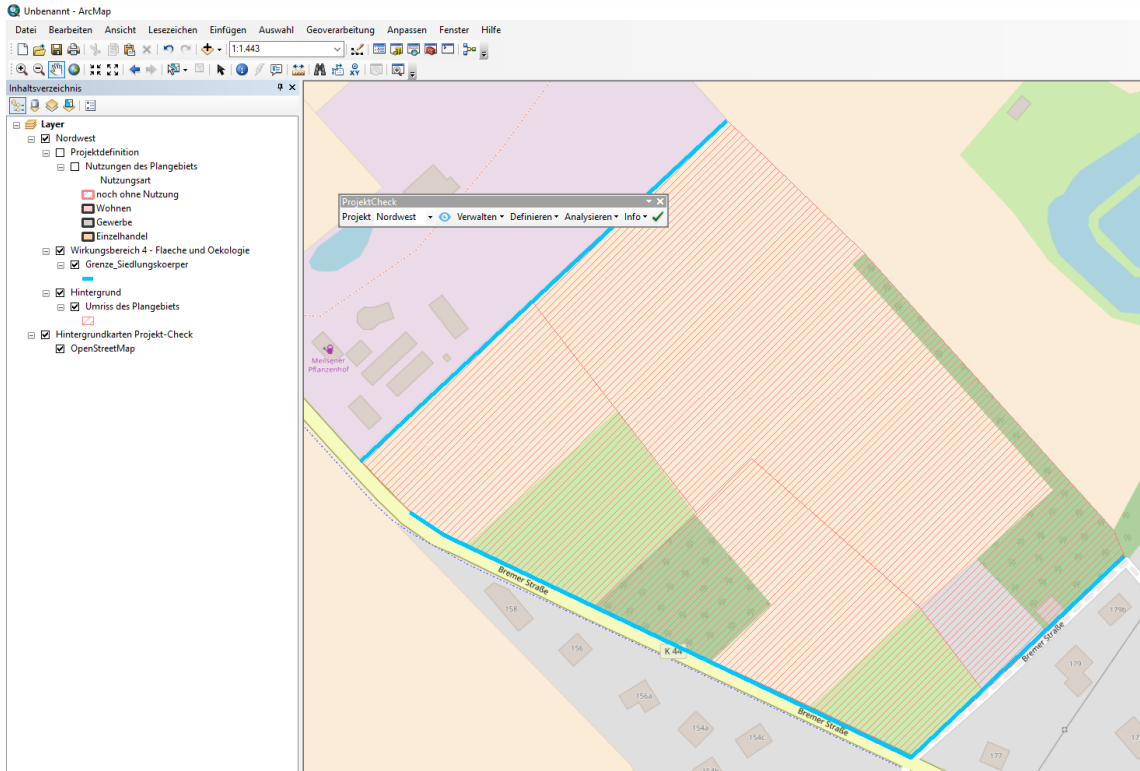 Unbenannt - ArcMap
Datei Bearbeiten Ansicht Lesezeichen Einfügen Auswahl Geoverarbeitung Anpassen Fenster Hilfe
1:1.443
Inhaltsverzeichnis
Layer
Nordwest
Projektdefinition
Nutzungen des Plangebiets
Nutzungsart
noch ohne Nutzung
Wohnen
Gewerbe
Einzelhandel
Wirkungsbereich 4 - Flaeche und Oekologie
Grenze_Siedlungskoerper
Hintergrund
Umriss des Plangebiets
Hintergrundkarten Projekt-Check
OpenStreetMap
ProjektCheck
Projekt Nordwest Verwalten Definieren Analysieren Info
Meilsener
Pflanzenhof
Bremer Straße
158
156
K 44
156a
154a
154c
Bremer Straße
Bremer Straße
179b
179
177